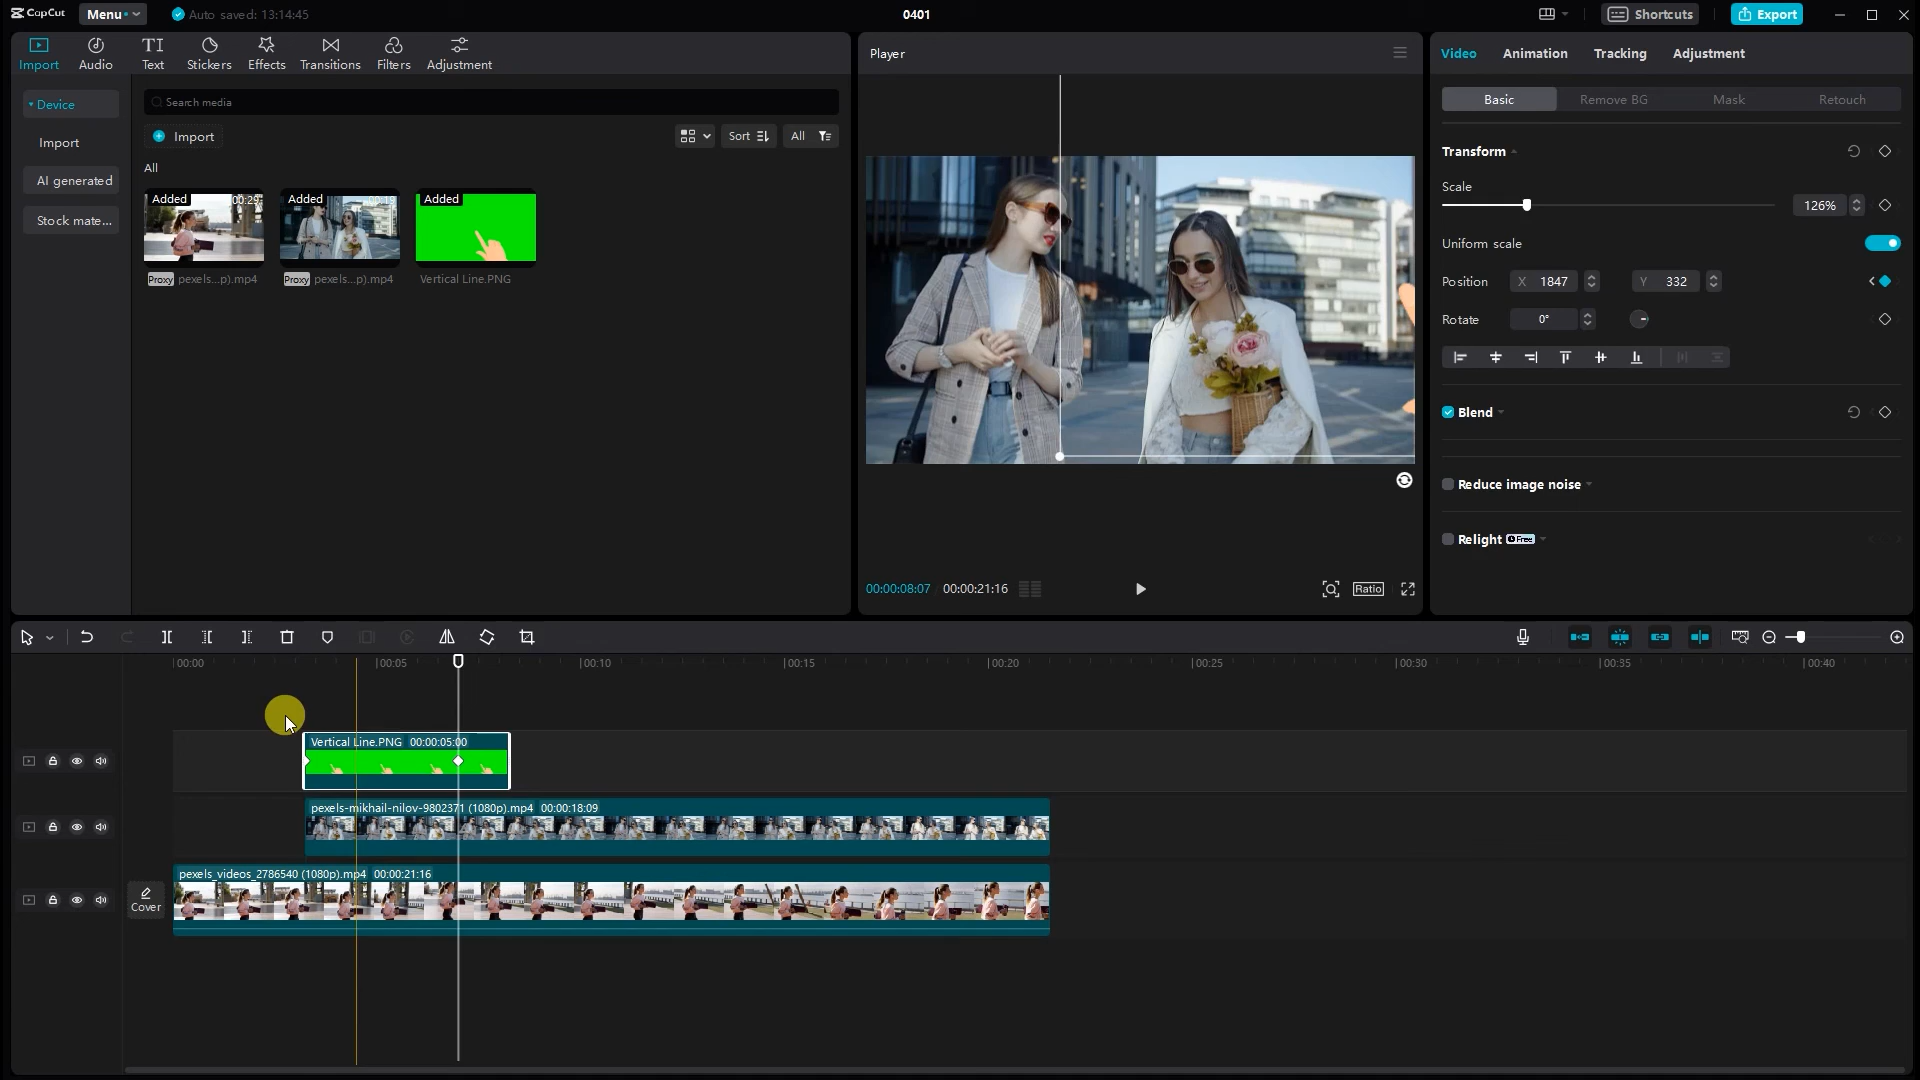 CapCut
Menu
Auto saved: 13:14:45
0401
Shortcuts
Export
Import
Audio
TI
Text
Stickers
Effects
Transitions
Filters
Adjustment
Device
Import
AI generated
Stock mate...
Search media
Import
Sort
All
All
Added
00:29
Added
00:19
Added
Proxy pexels...p).mp4
Proxy pexels...p).mp4
Vertical Line.PNG
Player
00:00:08:07
00:00:21:16
Ratio
Video
Animation
Tracking
Adjustment
Basic
Remove BG
Mask
Retouch
Transform
Scale
126%
Uniform scale
Position
X 1847
Y 332
Rotate
0°
Blend
Reduce image noise
Relight Free
00:00
00:05
00:10
00:15
00:20
00:25
00:30
00:35
00:40
Vertical Line.PNG 00:00:05:00
pexels-mikhail-nilov-9802371 (1080p).mp4 00:00:18:09
Cover
pexels_videos_2786540 (1080p).mp4 00:00:21:16